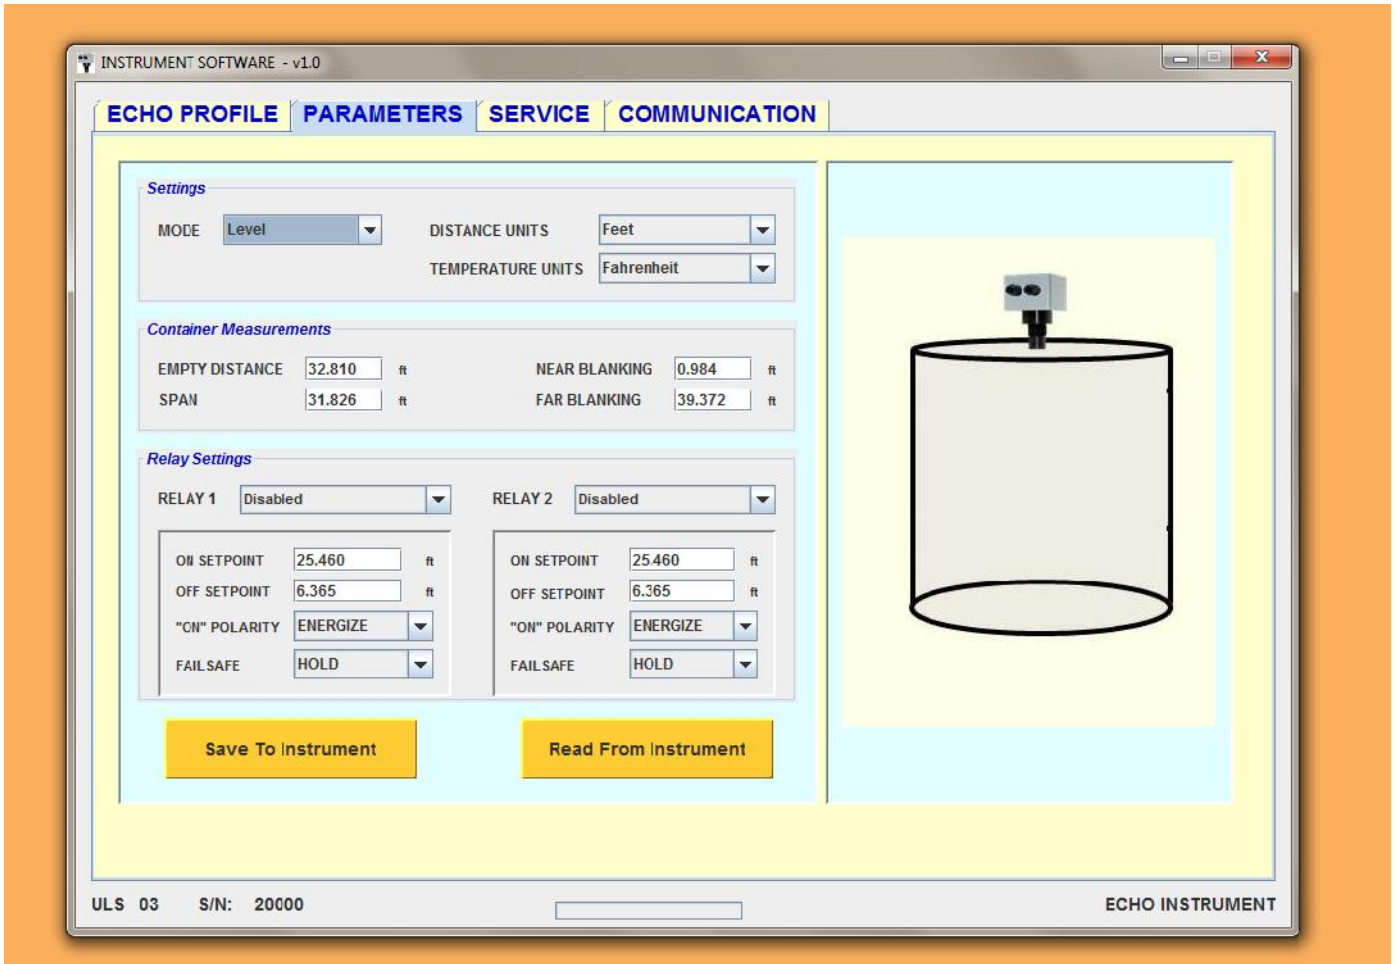 INSTRUMENT SOFTWARE - v1.0
X
ECHO PROFILE PARAMETERS SERVICE COMMUNICATION
Settings
MODE Level DISTANCE UNITS Feet
TEMPERATURE UNITS Fahrenheit
Container Measurements
EMPTY DISTANCE 32.810 ft NEAR BLANKING 0.984 ft
SPAN 31.826 ft FAR BLANKING 39.372 ft
Relay Settings
RELAY 1 Disabled RELAY 2 Disabled
ON SETPOINT 25.460 ft ON SETPOINT 25.460 ft
OFF SETPOINT 6.365 ft OFF SETPOINT 6.365 ft
"ON" POLARITY ENERGIZE "ON" POLARITY ENERGIZE
FAILSAFE HOLD FAILSAFE HOLD
Save To Instrument Read From Instrument
ULS 03 S/N: 20000 ECHO INSTRUMENT